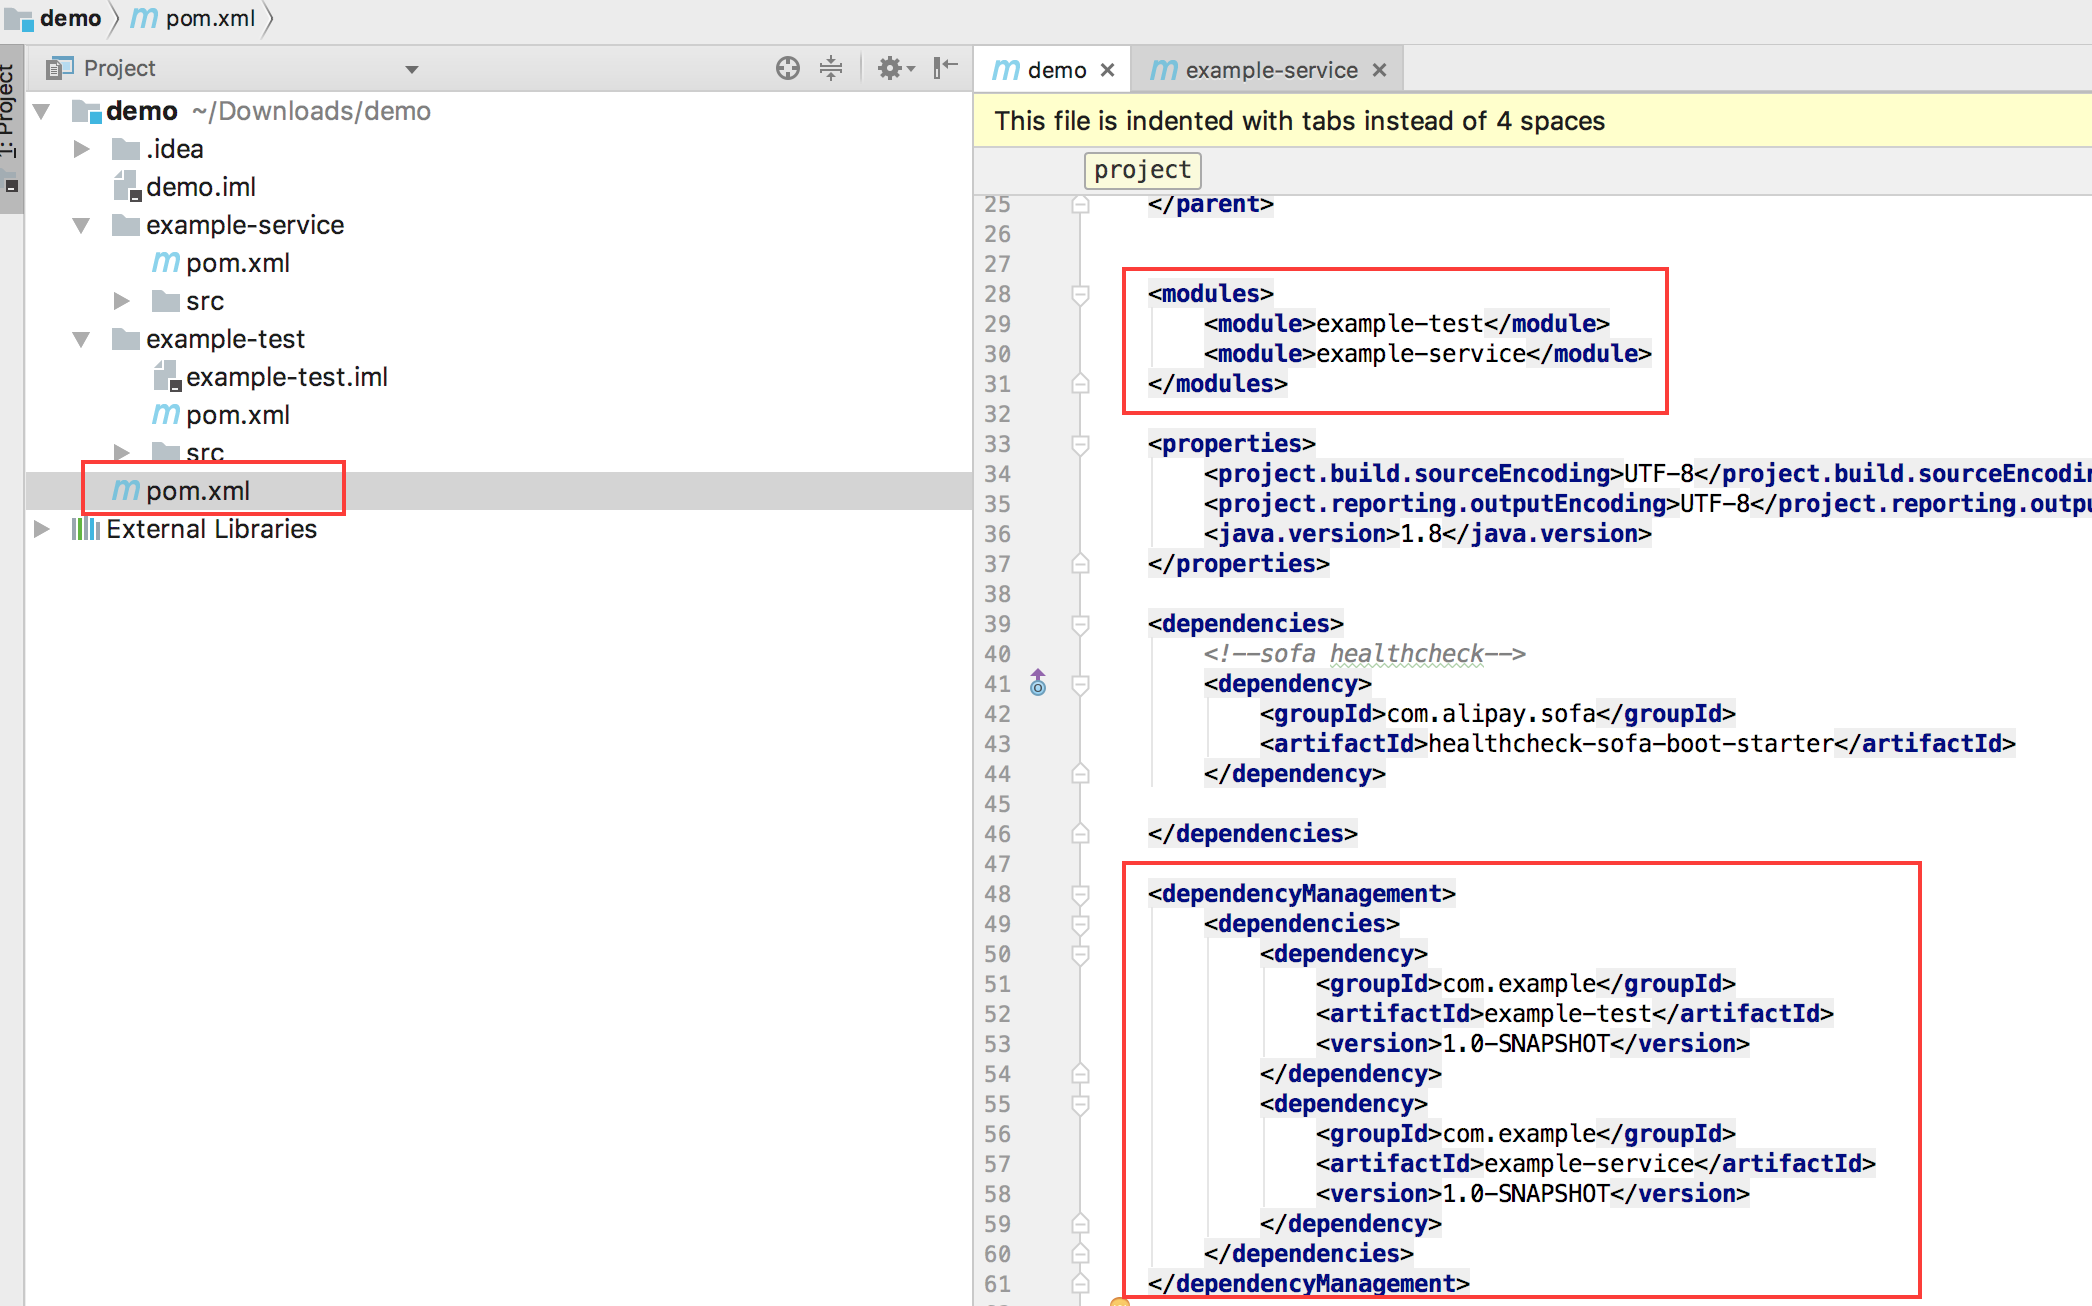 demo pom.xml
1: Project
Project
demo ~/Downloads/demo
.idea
demo.iml
example-service
pom.xml
src
example-test
example-test.iml
pom.xml
src
pom.xml
External Libraries
demo × example-service ×
This file is indented with tabs instead of 4 spaces
project
25 </parent>
26
27
28 <modules>
29 <module>example-test</module>
30 <module>example-service</module>
31 </modules>
32
33 <properties>
34 <project.build.sourceEncoding>UTF-8</project.build.sourceEncodin
35 <project.reporting.outputEncoding>UTF-8</project.reporting.outpu
36 <java.version>1.8</java.version>
37 </properties>
38
39 <dependencies>
40 <!--sofa healthcheck-->
41 <dependency>
42 <groupId>com.alipay.sofa</groupId>
43 <artifactId>healthcheck-sofa-boot-starter</artifactId>
44 </dependency>
45
46 </dependencies>
47
48 <dependencyManagement>
49 <dependencies>
50 <dependency>
51 <groupId>com.example</groupId>
52 <artifactId>example-test</artifactId>
53 <version>1.0-SNAPSHOT</version>
54 </dependency>
55 <dependency>
56 <groupId>com.example</groupId>
57 <artifactId>example-service</artifactId>
58 <version>1.0-SNAPSHOT</version>
59 </dependency>
60 </dependencies>
61 </dependencyManagement>